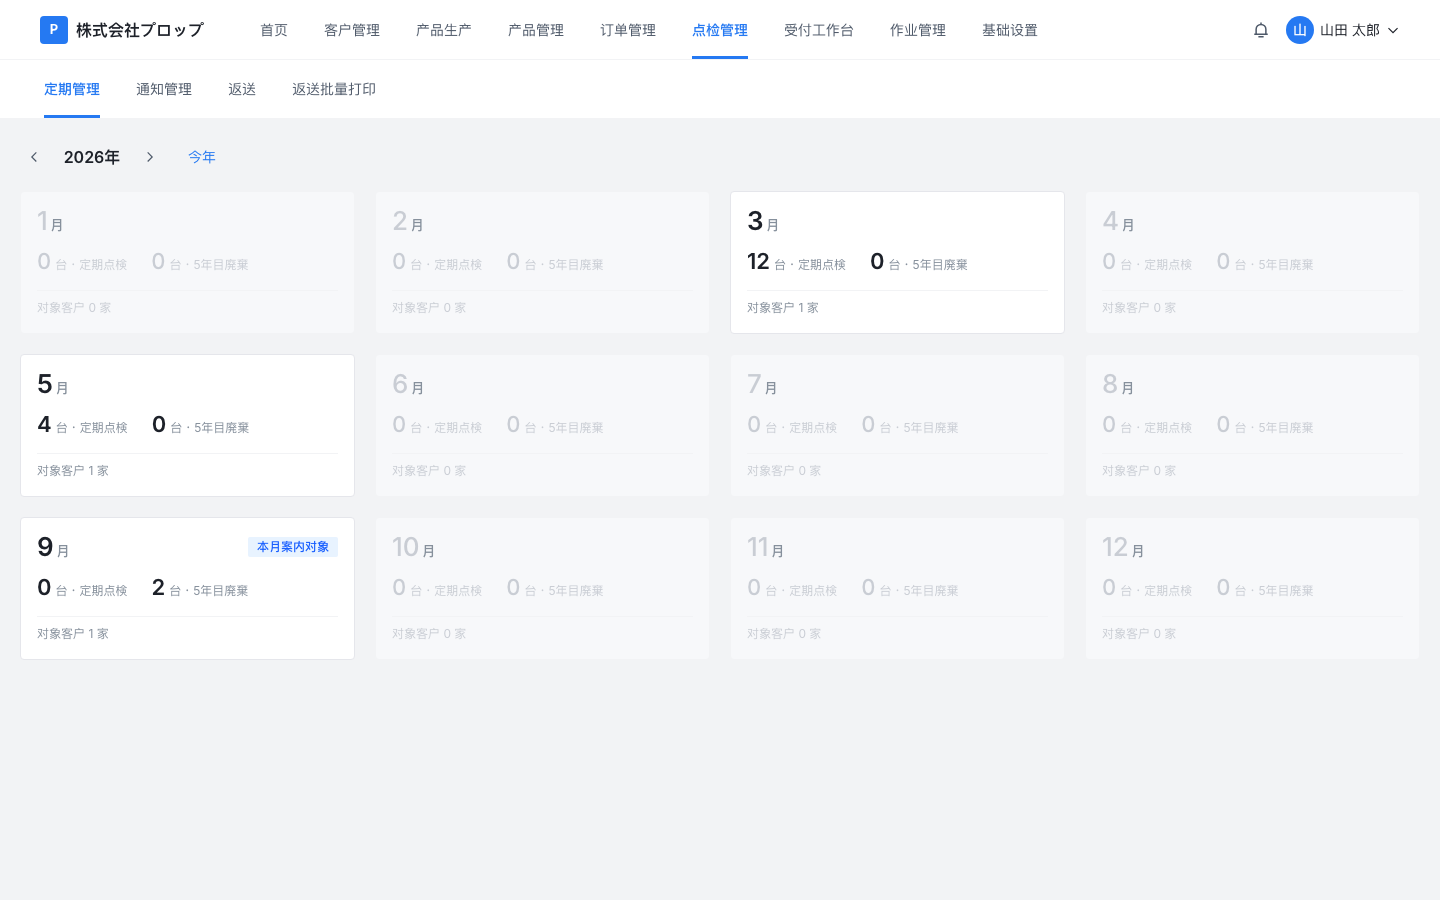 P 株式会社プロップ 首页 客户管理 产品生产 产品管理 订单管理 点检管理 受付工作台 作业管理 基础设置 山 山田 太郎
定期管理 通知管理 返送 返送批量打印
2026年 今年
1月 2月 3月 4月
0 台 · 定期点検 0 台 · 5年目廃棄 0 台 · 定期点検 0 台 · 5年目廃棄 12 台 · 定期点検 0 台 · 5年目廃棄 0 台 · 定期点検 0 台 · 5年目廃棄
对象客户 0 家 对象客户 0 家 对象客户 1 家 对象客户 0 家
5月 6月 7月 8月
4 台 · 定期点検 0 台 · 5年目廃棄 0 台 · 定期点検 0 台 · 5年目廃棄 0 台 · 定期点検 0 台 · 5年目廃棄 0 台 · 定期点検 0 台 · 5年目廃棄
对象客户 1 家 对象客户 0 家 对象客户 0 家 对象客户 0 家
9月 本月案内对象 10月 11月 12月
0 台 · 定期点検 2 台 · 5年目廃棄 0 台 · 定期点検 0 台 · 5年目廃棄 0 台 · 定期点検 0 台 · 5年目廃棄 0 台 · 定期点検 0 台 · 5年目廃棄
对象客户 1 家 对象客户 0 家 对象客户 0 家 对象客户 0 家